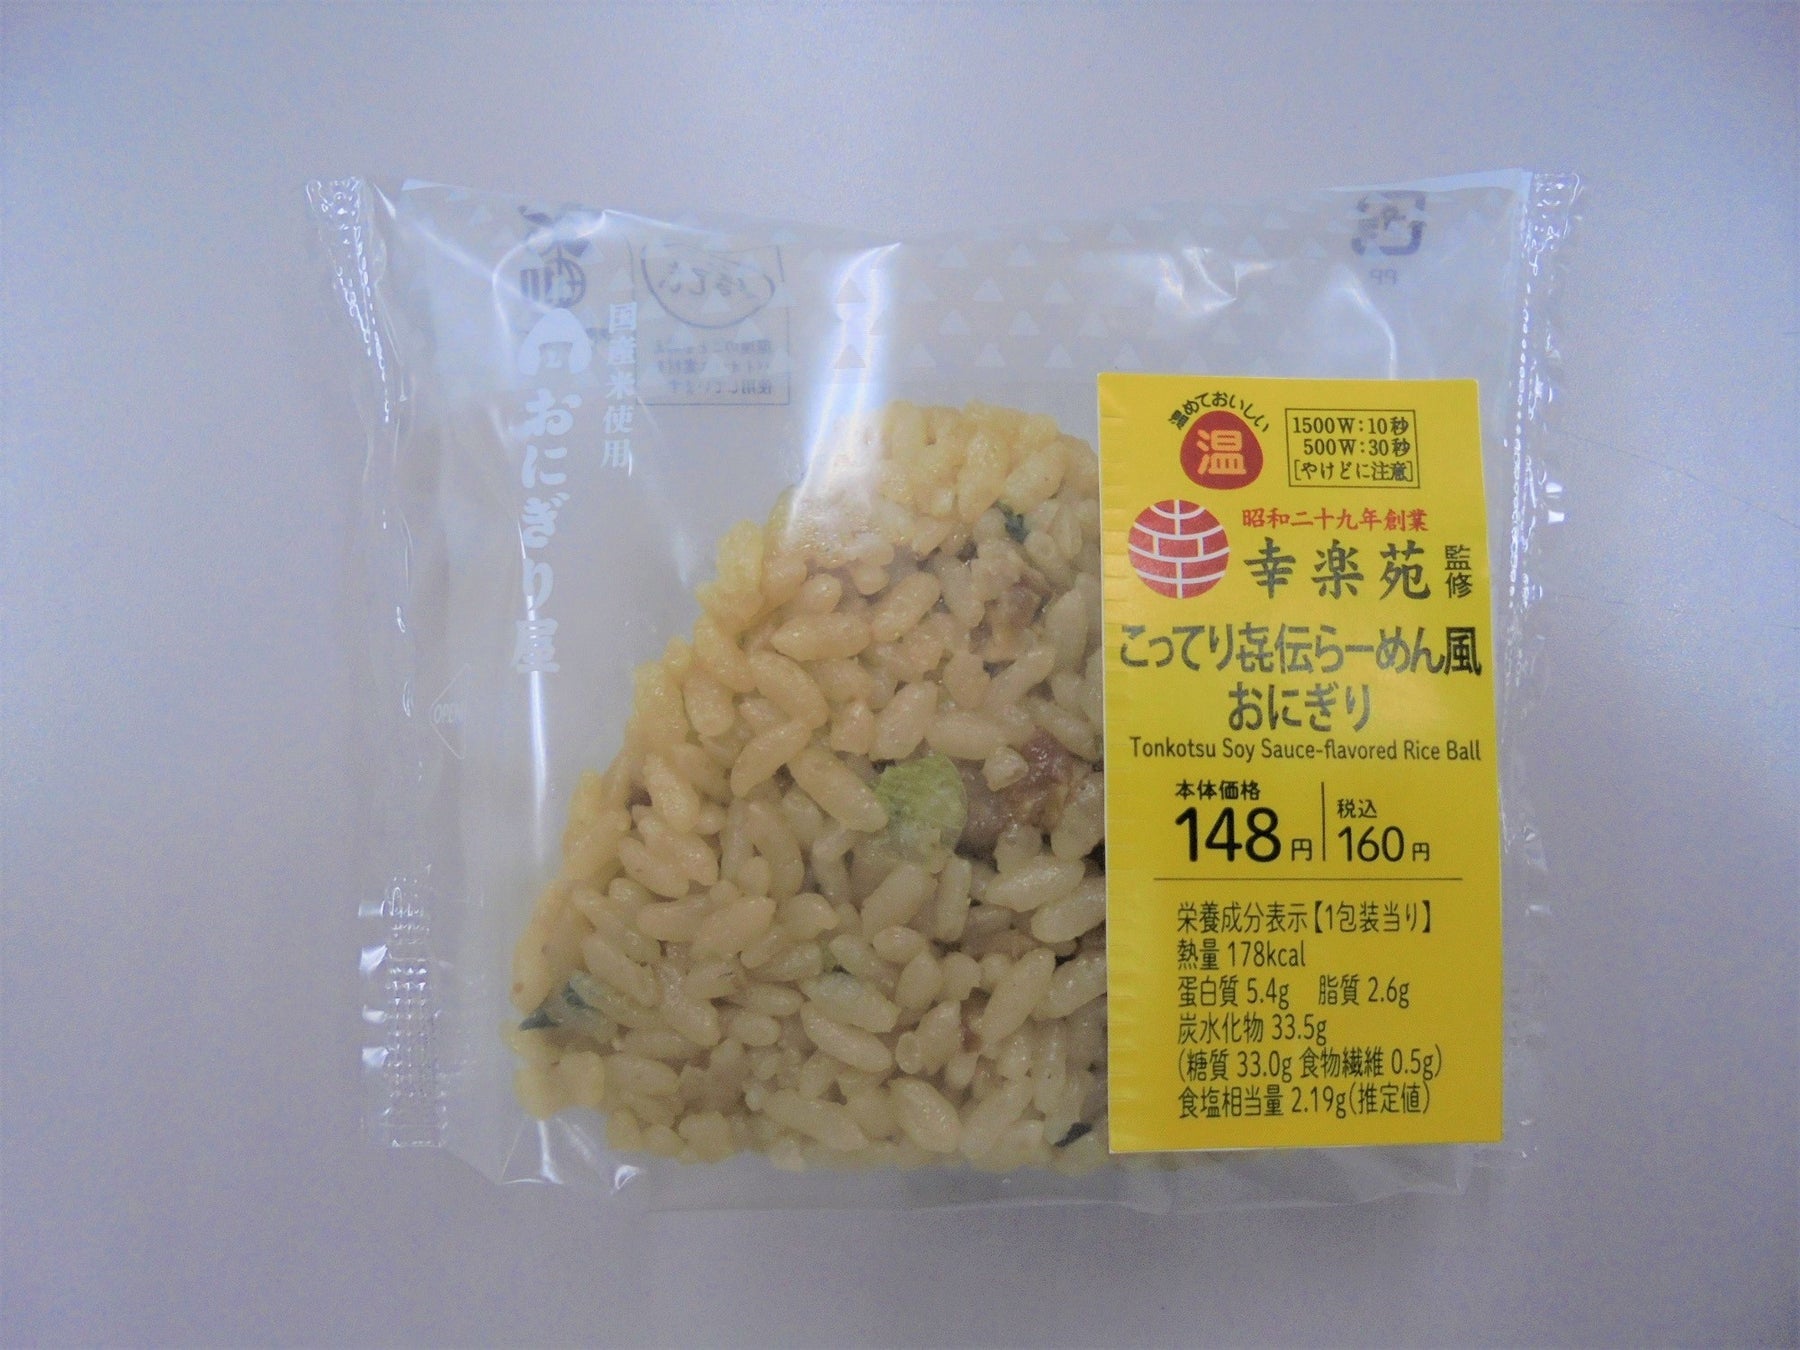 国産米使用
おにぎり屋
OPEN
PP
温めておいしい
温
1500W:10秒
500W:30秒
[やけどに注意]
昭和二十九年創業
幸楽苑 監修
こってり㐂伝らーめん風
おにぎり
Tonkotsu Soy Sauce-flavored Rice Ball
本体価格
148円
税込
160円
栄養成分表示【1包装当り】
熱量 178kcal
蛋白質 5.4g 脂質 2.6g
炭水化物 33.5g
(糖質 33.0g 食物繊維 0.5g)
食塩相当量 2.19g(推定値)